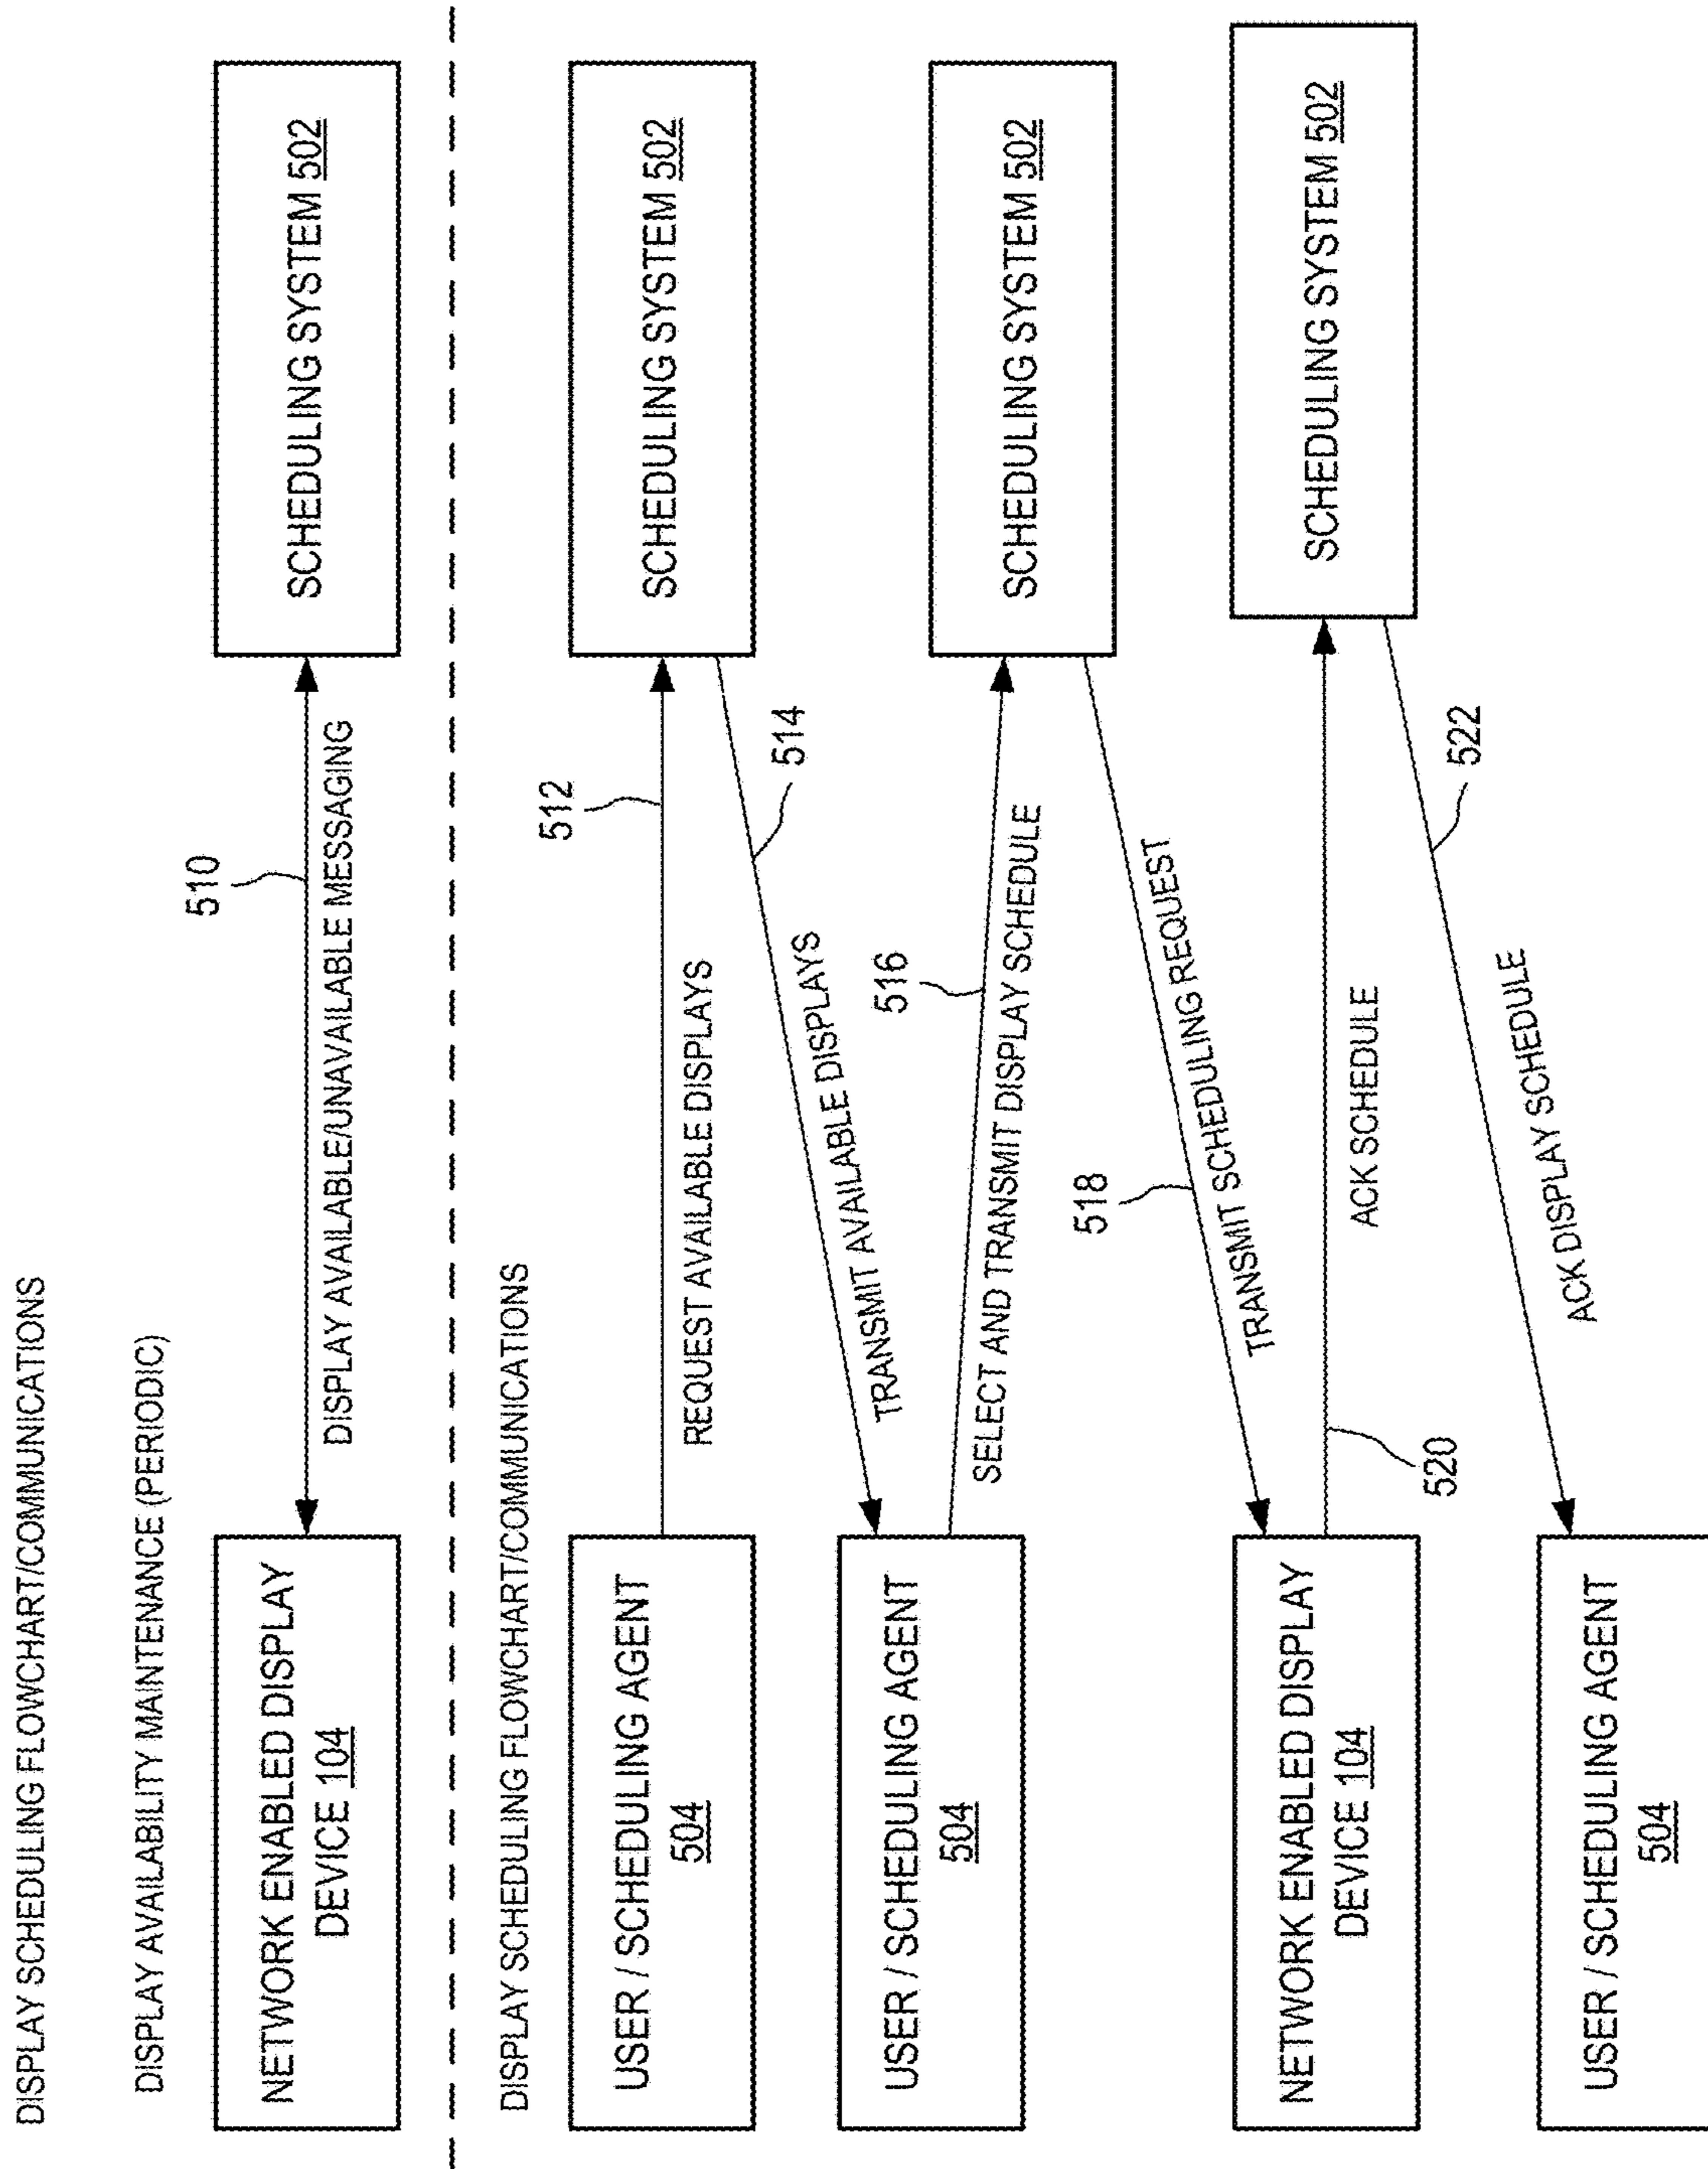 DISPLAY SCHEDULING FLOWCHART/COMMUNICATIONS
DISPLAY AVAILABILITY MAINTENANCE (PERIODIC)
NETWORK ENABLED DISPLAY
DEVICE 104
510
DISPLAY AVAILABLE/UNAVAILABLE MESSAGING
SCHEDULING SYSTEM 502
DISPLAY SCHEDULING FLOWCHART/COMMUNICATIONS
USER / SCHEDULING AGENT
504
512
REQUEST AVAILABLE DISPLAYS
SCHEDULING SYSTEM 502
514
TRANSMIT AVAILABLE DISPLAYS
USER / SCHEDULING AGENT
504
516
SELECT AND TRANSMIT DISPLAY SCHEDULE
SCHEDULING SYSTEM 502
518
TRANSMIT SCHEDULING REQUEST
NETWORK ENABLED DISPLAY
DEVICE 104
520
ACK SCHEDULE
SCHEDULING SYSTEM 502
522
ACK DISPLAY SCHEDULE
USER / SCHEDULING AGENT
504